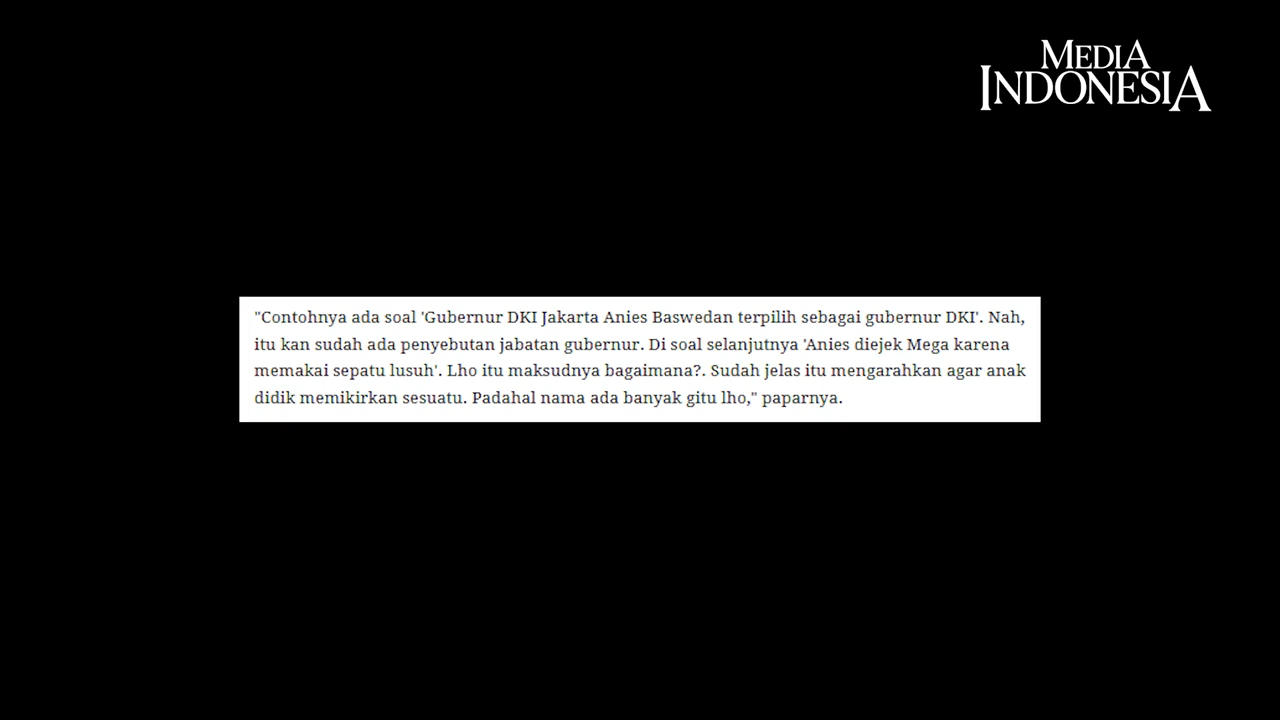 MEDIA
INDONESIA
"Contohnya ada soal 'Gubernur DKI Jakarta Anies Baswedan terpilih sebagai gubernur DKI'. Nah,
itu kan sudah ada penyebutan jabatan gubernur. Di soal selanjutnya 'Anies diejek Mega karena
memakai sepatu lusuh'. Lho itu maksudnya bagaimana?. Sudah jelas itu mengarahkan agar anak
didik memikirkan sesuatu. Padahal nama ada banyak gitu lho," paparnya.